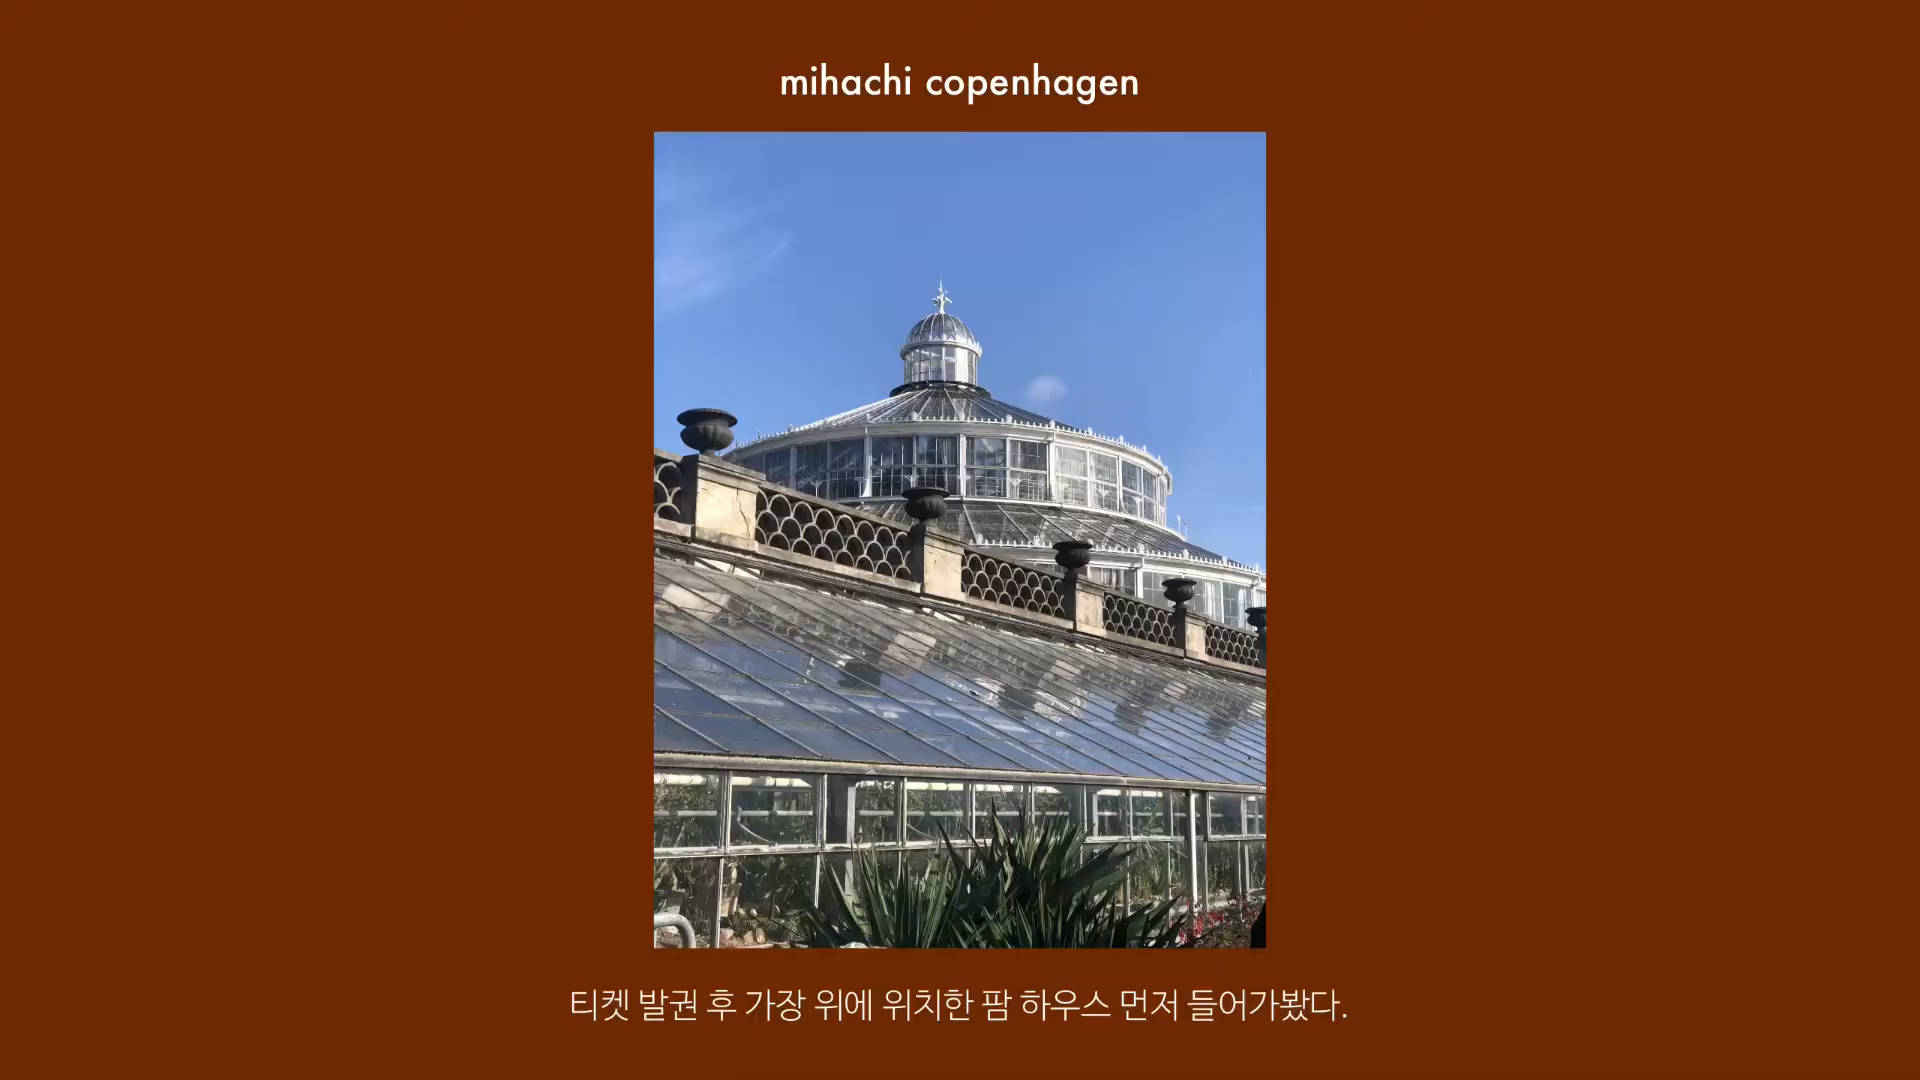 mihachi copenhagen
티켓 발권 후 가장 위에 위치한 팜 하우스 먼저 들어가봤다.